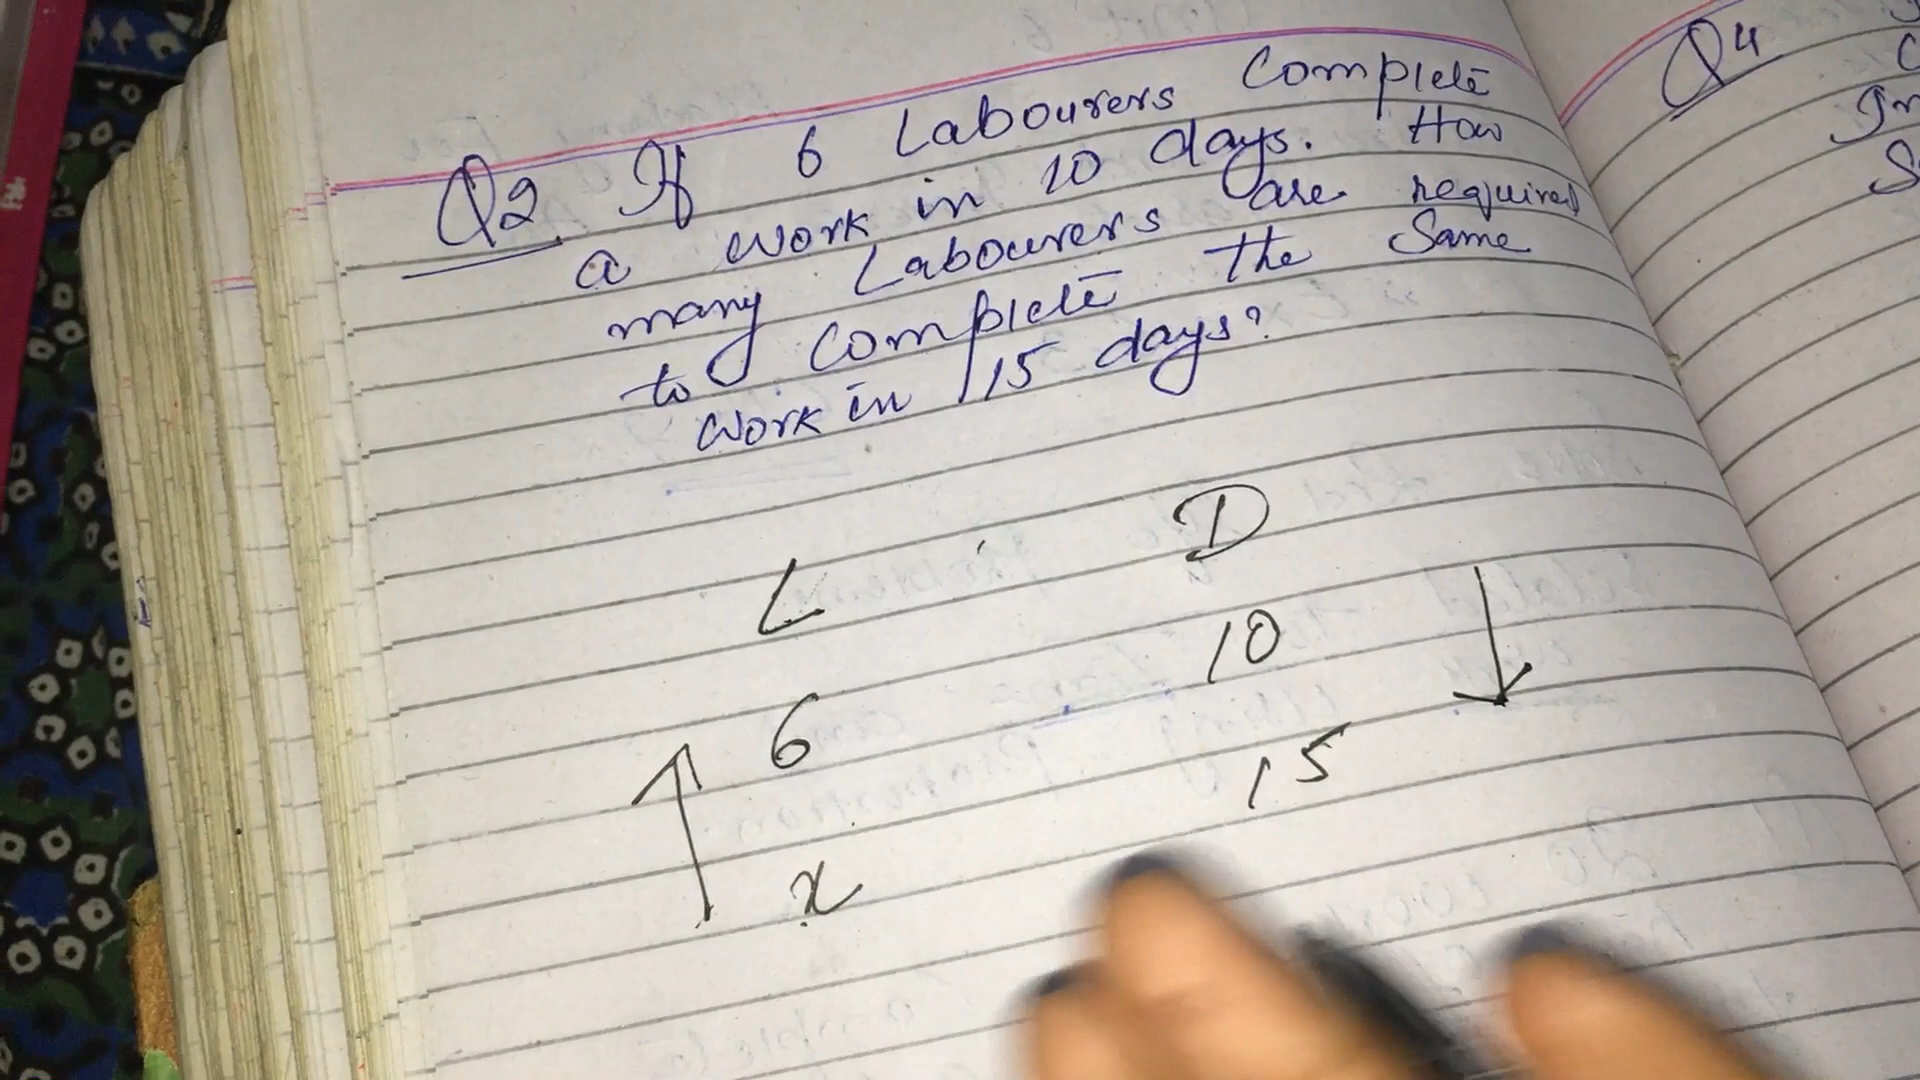 Q2 If 6 Labourers Complete
a work in 10 days. How
many Labourers are required
to complete the same
work in 15 days?
L D
6 10
x 15
Q4